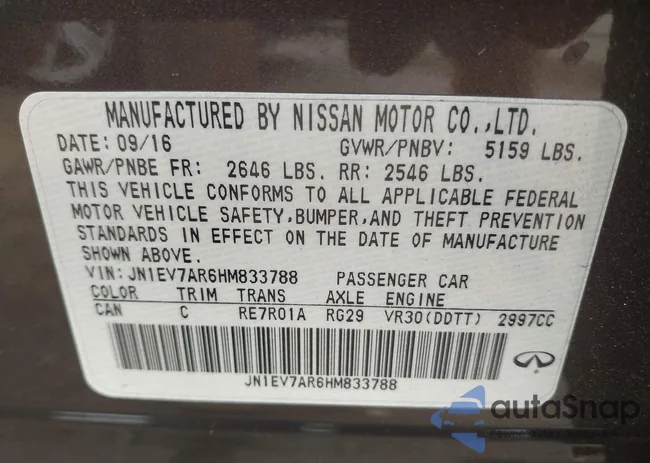 MANUFACTURED BY NISSAN MOTOR CO.,LTD.
DATE: 09/16 GVWR/PNBV: 5159 LBS.
GAWR/PNBE FR: 2646 LBS. RR: 2546 LBS.
THIS VEHICLE CONFORMS TO ALL APPLICABLE FEDERAL
MOTOR VEHICLE SAFETY,BUMPER,AND THEFT PREVENTION
STANDARDS IN EFFECT ON THE DATE OF MANUFACTURE
SHOWN ABOVE.
VIN: JN1EV7AR6HM833788 PASSENGER CAR
COLOR TRIM TRANS AXLE ENGINE
CAN C RE7R01A RG29 VR30(DDTT) 2997CC
JN1EV7AR6HM833788
autoSnap